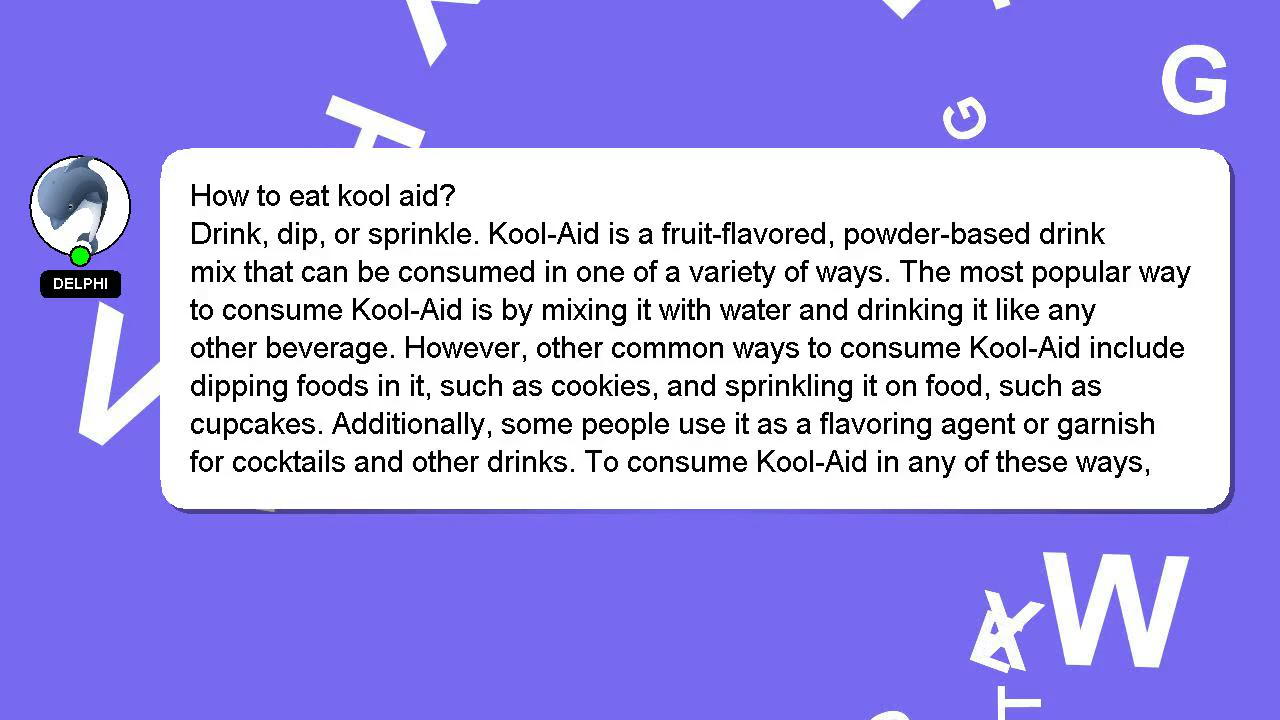 G
G
DELPHI
How to eat kool aid?
Drink, dip, or sprinkle. Kool-Aid is a fruit-flavored, powder-based drink
mix that can be consumed in one of a variety of ways. The most popular way
to consume Kool-Aid is by mixing it with water and drinking it like any
other beverage. However, other common ways to consume Kool-Aid include
dipping foods in it, such as cookies, and sprinkling it on food, such as
cupcakes. Additionally, some people use it as a flavoring agent or garnish
for cocktails and other drinks. To consume Kool-Aid in any of these ways,
V
W
T